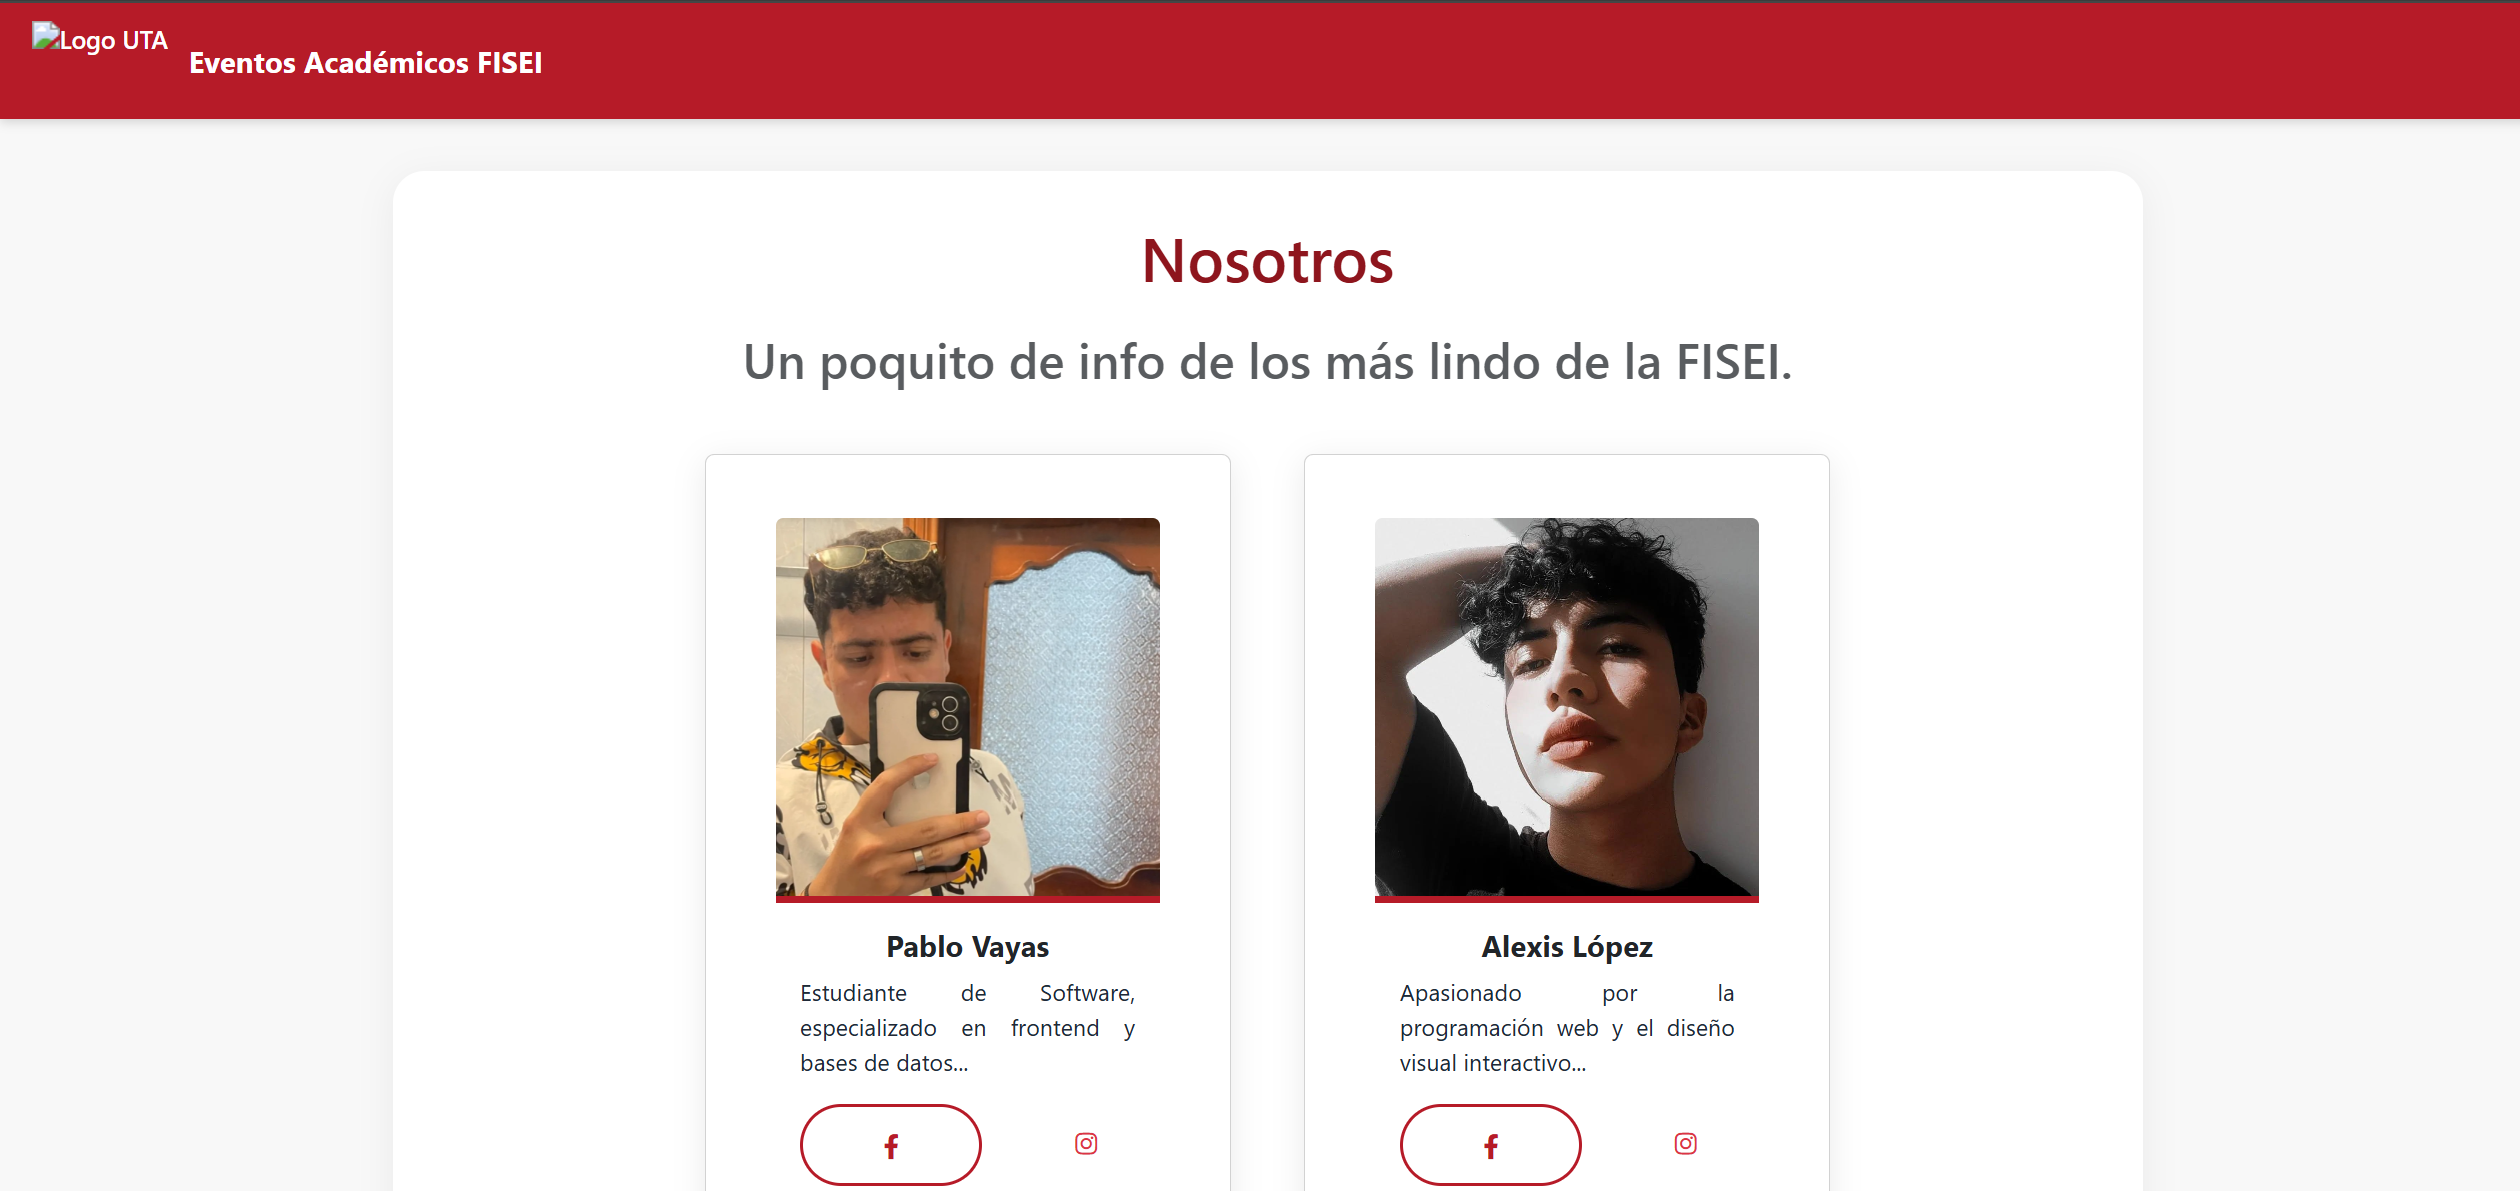 Logo UTA
Eventos Académicos FISEI
Nosotros
Un poquito de info de los más lindo de la FISEI.
Pablo Vayas
Estudiante de Software,
especializado en frontend y
bases de datos...
Alexis López
Apasionado por la
programación web y el diseño
visual interactivo...